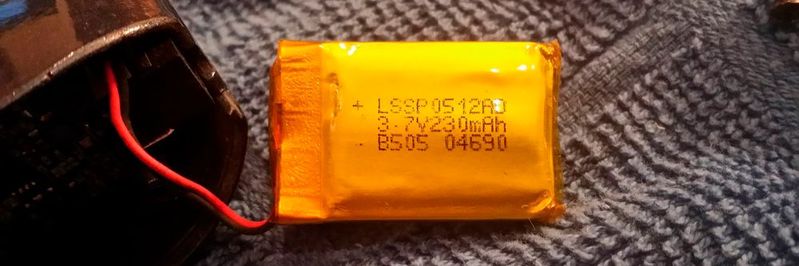 + LSSP0512AD
3.7V230mAh
- B505 04690